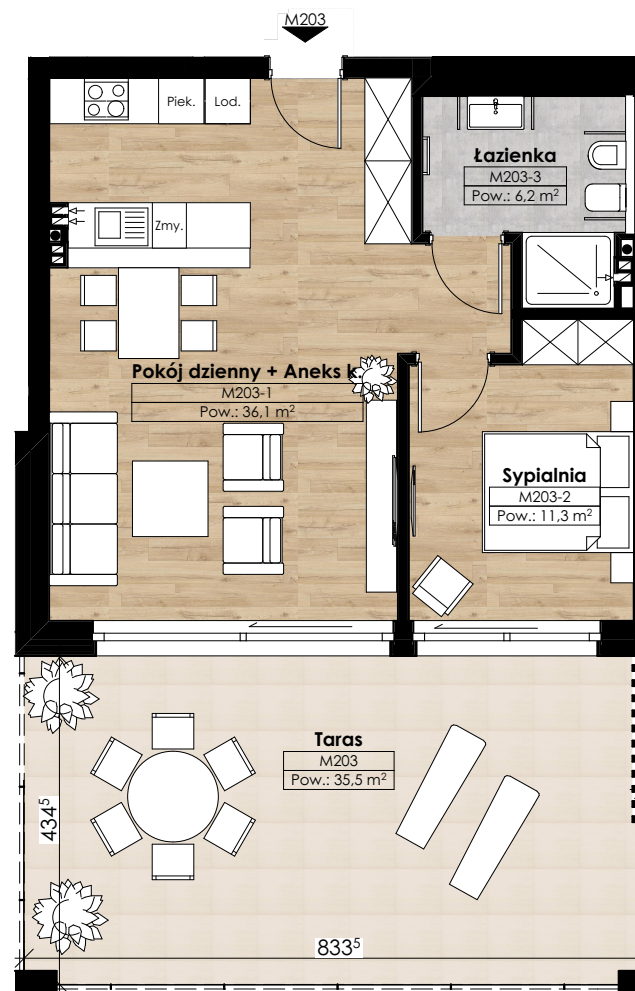 M203
Piek.
Lod.
Łazienka
M203-3
Pow.: 6,2 m²
Zmy.
Pokój dzienny + Aneks k.
M203-1
Pow.: 36,1 m²
Sypialnia
M203-2
Pow.: 11,3 m²
Taras
M203
Pow.: 35,5 m²
434⁵
833⁵